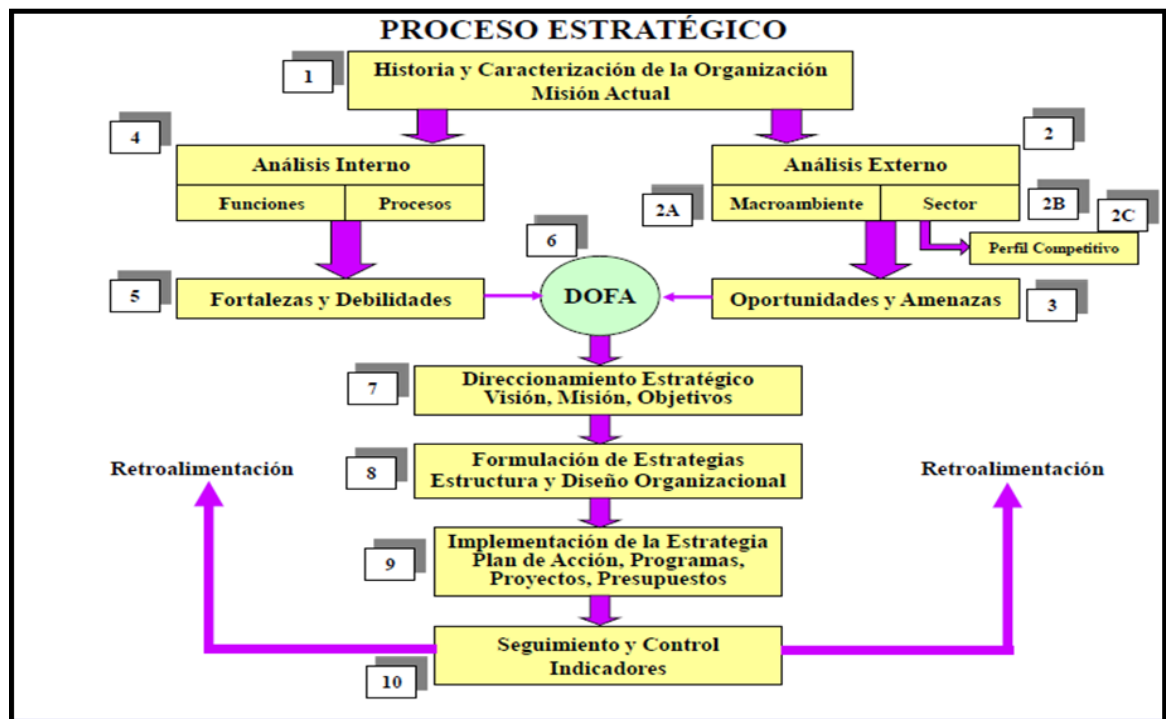 PROCESO ESTRATÉGICO
1
Historia y Caracterización de la Organización
Misión Actual
4
2
Análisis Interno
Análisis Externno
Funciones
Procesos
2A
Macroambiente
Sector
2B
2C
6
Perfil Competitivo
5
Fortalezas y Debilidades
DOFA
Oportunidades y Amenazas
3
7
Direccionamiento Estratégico
Visión, Misión, Objetivos
Retroalimentación
8
Formulación de Estrategias
Estructura y Diseño Organizacional
Retroalimentación
9
Implementación de la Estrategia
Plan de Acción, Programas,
Proyectos, Presupuestos
Seguimiento y Control
Indicadores
10